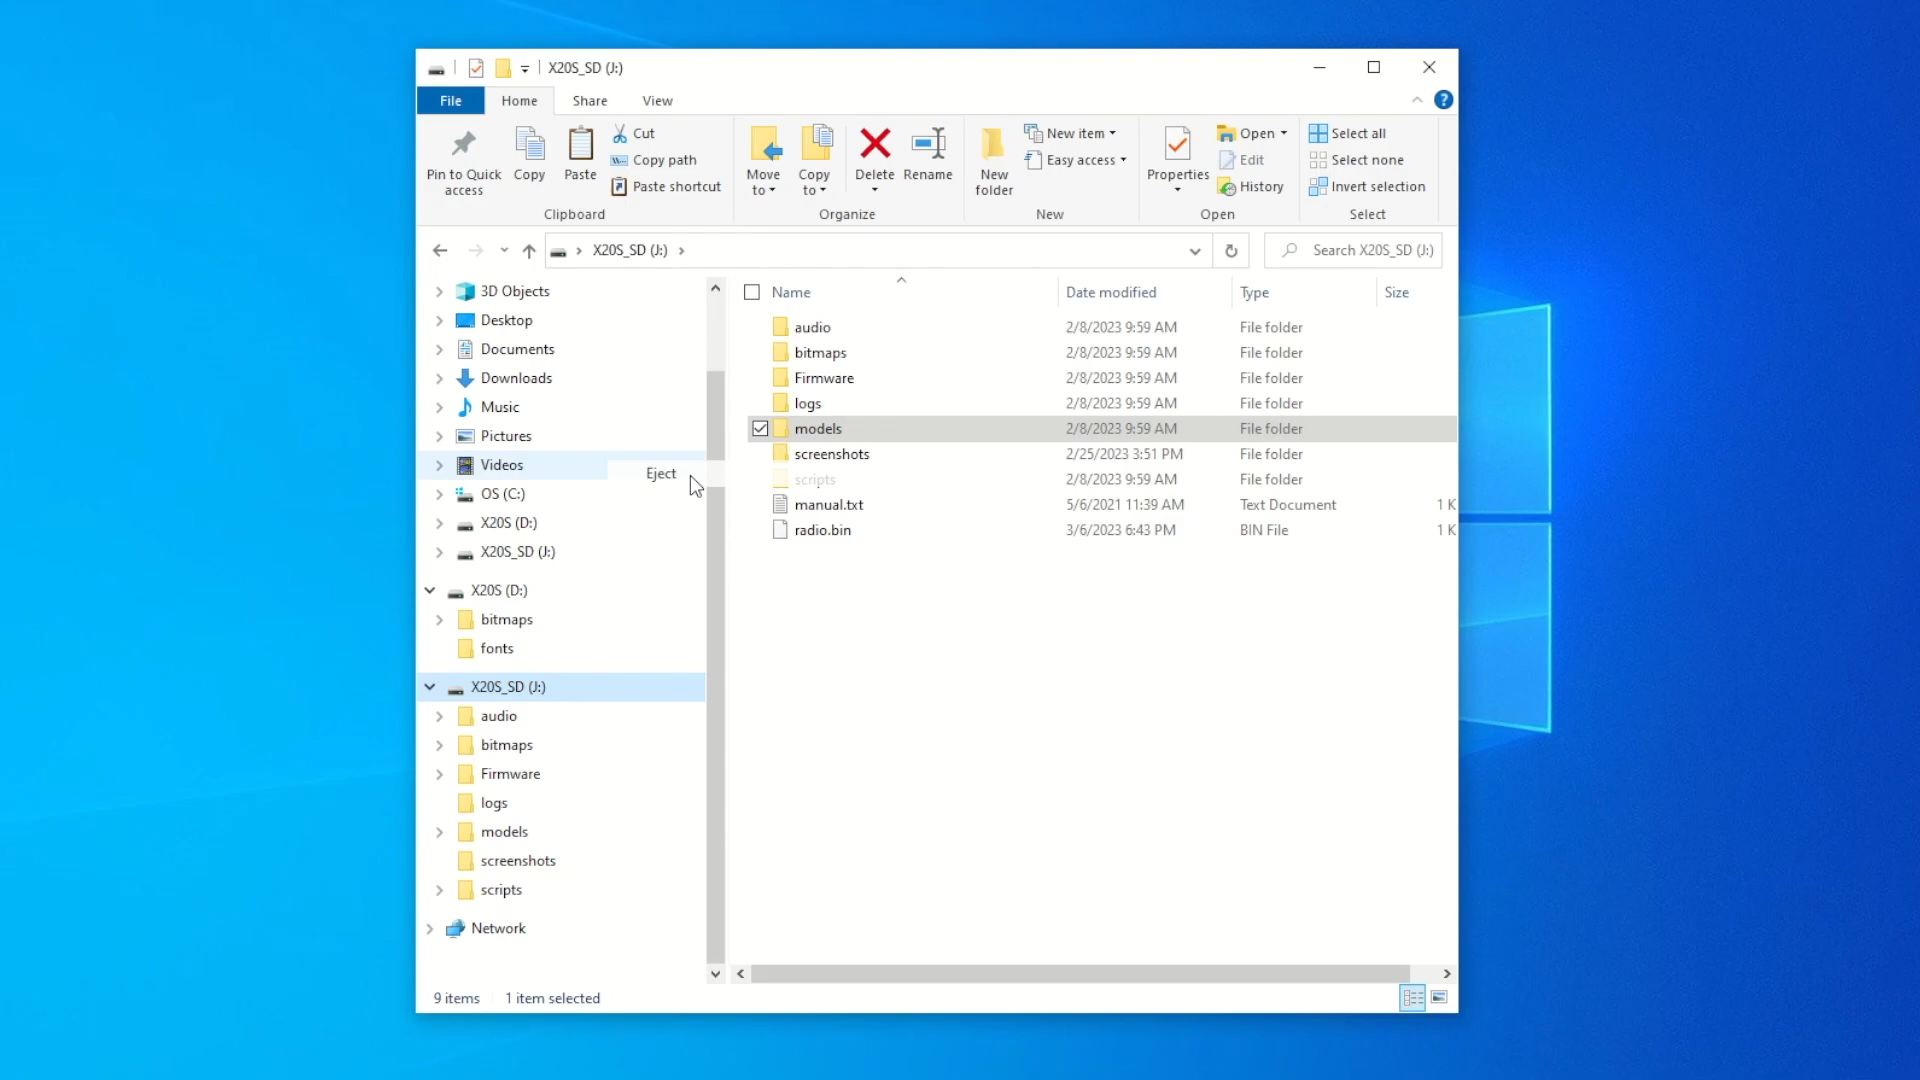 X20S_SD (J:)
File Home Share View
Pin to Quick access
Copy
Paste
Cut
Copy path
Paste shortcut
Clipboard
Move to
Copy to
Delete
Rename
Organize
New folder
New item
Easy access
New
Properties
Open
Edit
History
Open
Select all
Select none
Invert selection
Select
X20S_SD (J:)
Search X20S_SD (J:)
3D Objects
Desktop
Documents
Downloads
Music
Pictures
Videos
Eject
OS (C:)
X20S (D:)
X20S_SD (J:)
X20S (D:)
bitmaps
fonts
X20S_SD (J:)
audio
bitmaps
Firmware
logs
models
screenshots
scripts
Network
Name Date modified Type Size
audio 2/8/2023 9:59 AM File folder
bitmaps 2/8/2023 9:59 AM File folder
Firmware 2/8/2023 9:59 AM File folder
logs 2/8/2023 9:59 AM File folder
models 2/8/2023 9:59 AM File folder
screenshots 2/25/2023 3:51 PM File folder
scripts 2/8/2023 9:59 AM File folder
manual.txt 5/6/2021 11:39 AM Text Document 1 K
radio.bin 3/6/2023 6:43 PM BIN File 1 K
9 items 1 item selected